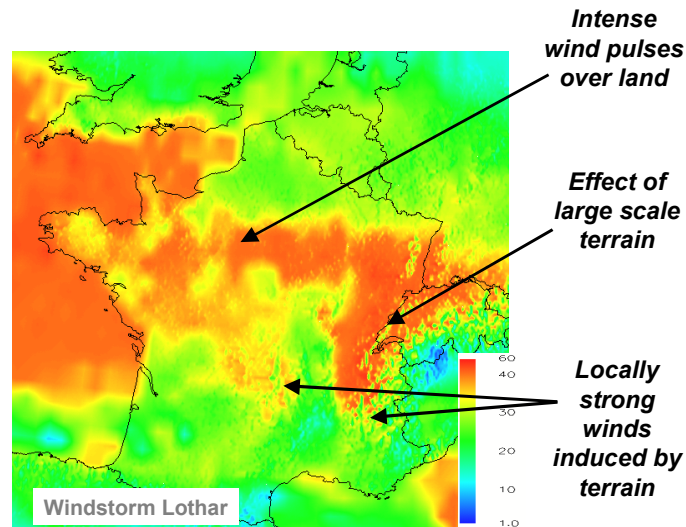 Intense
wind pulses
over land
Effect of
large scale
terrain
Locally
strong
winds
induced by
terrain
60
40
30
20
10
1.0
Windstorm Lothar